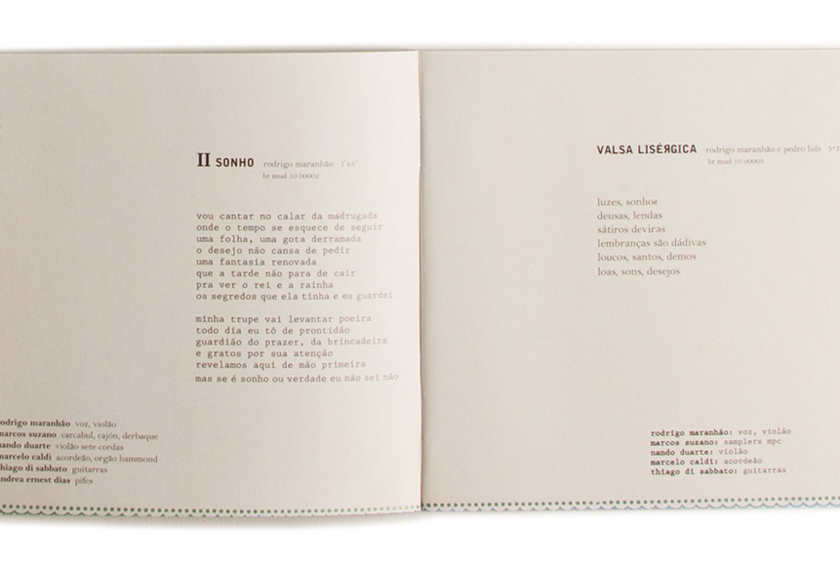 II SONHO rodrigo maranhão 3'45"
br mud 10 00002
vou cantar no calar da madrugada
onde o tempo se esquece de seguir
uma folha, uma gota derramada
o desejo não cansa de pedir
uma fantasia renovada
que a tarde não para de cair
pra ver o rei e a rainha
os segredos que ela tinha e eu guardei
minha trupe vai levantar poeira
todo dia eu tô de prontidão
guardião do prazer, da brincadeira
e gratos por sua atenção
revelamos aqui de mão primeira
mas se é sonho ou verdade eu não sei não
odrigo maranhão voz, violão
marcos suzano carcabul, cajón, derbaque
nando duarte violão sete cordas
marcelo caldi acordeão, orgão hammond
thiago di sabbato guitarras
andrea ernest dias pifes
VALSA LISÉRGICA rodrigo maranhão e pedro luís
br mud 10 00003
luzes, sonhos
deusas, lendas
sátiros deviras
lembranças são dádivas
loucos, santos, demos
loas, sons, desejos
rodrigo maranhão: voz, violão
marcos suzano: samplers mpc
nando duarte: violão
marcelo caldi: acordeão
thiago di sabbato: guitarras